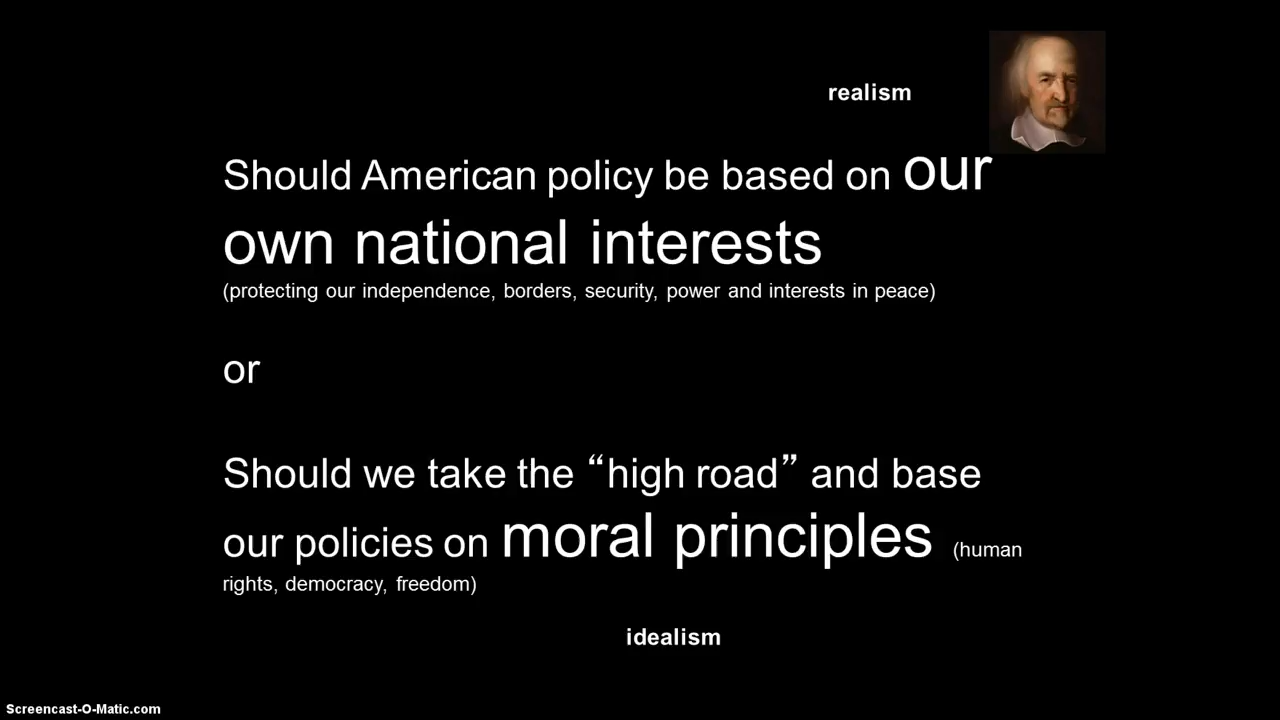 realism
Should American policy be based on our
own national interests
(protecting our independence, borders, security, power and interests in peace)
or
Should we take the “high road” and base
our policies on moral principles (human
rights, democracy, freedom)
idealism
Screencast-O-Matic.com